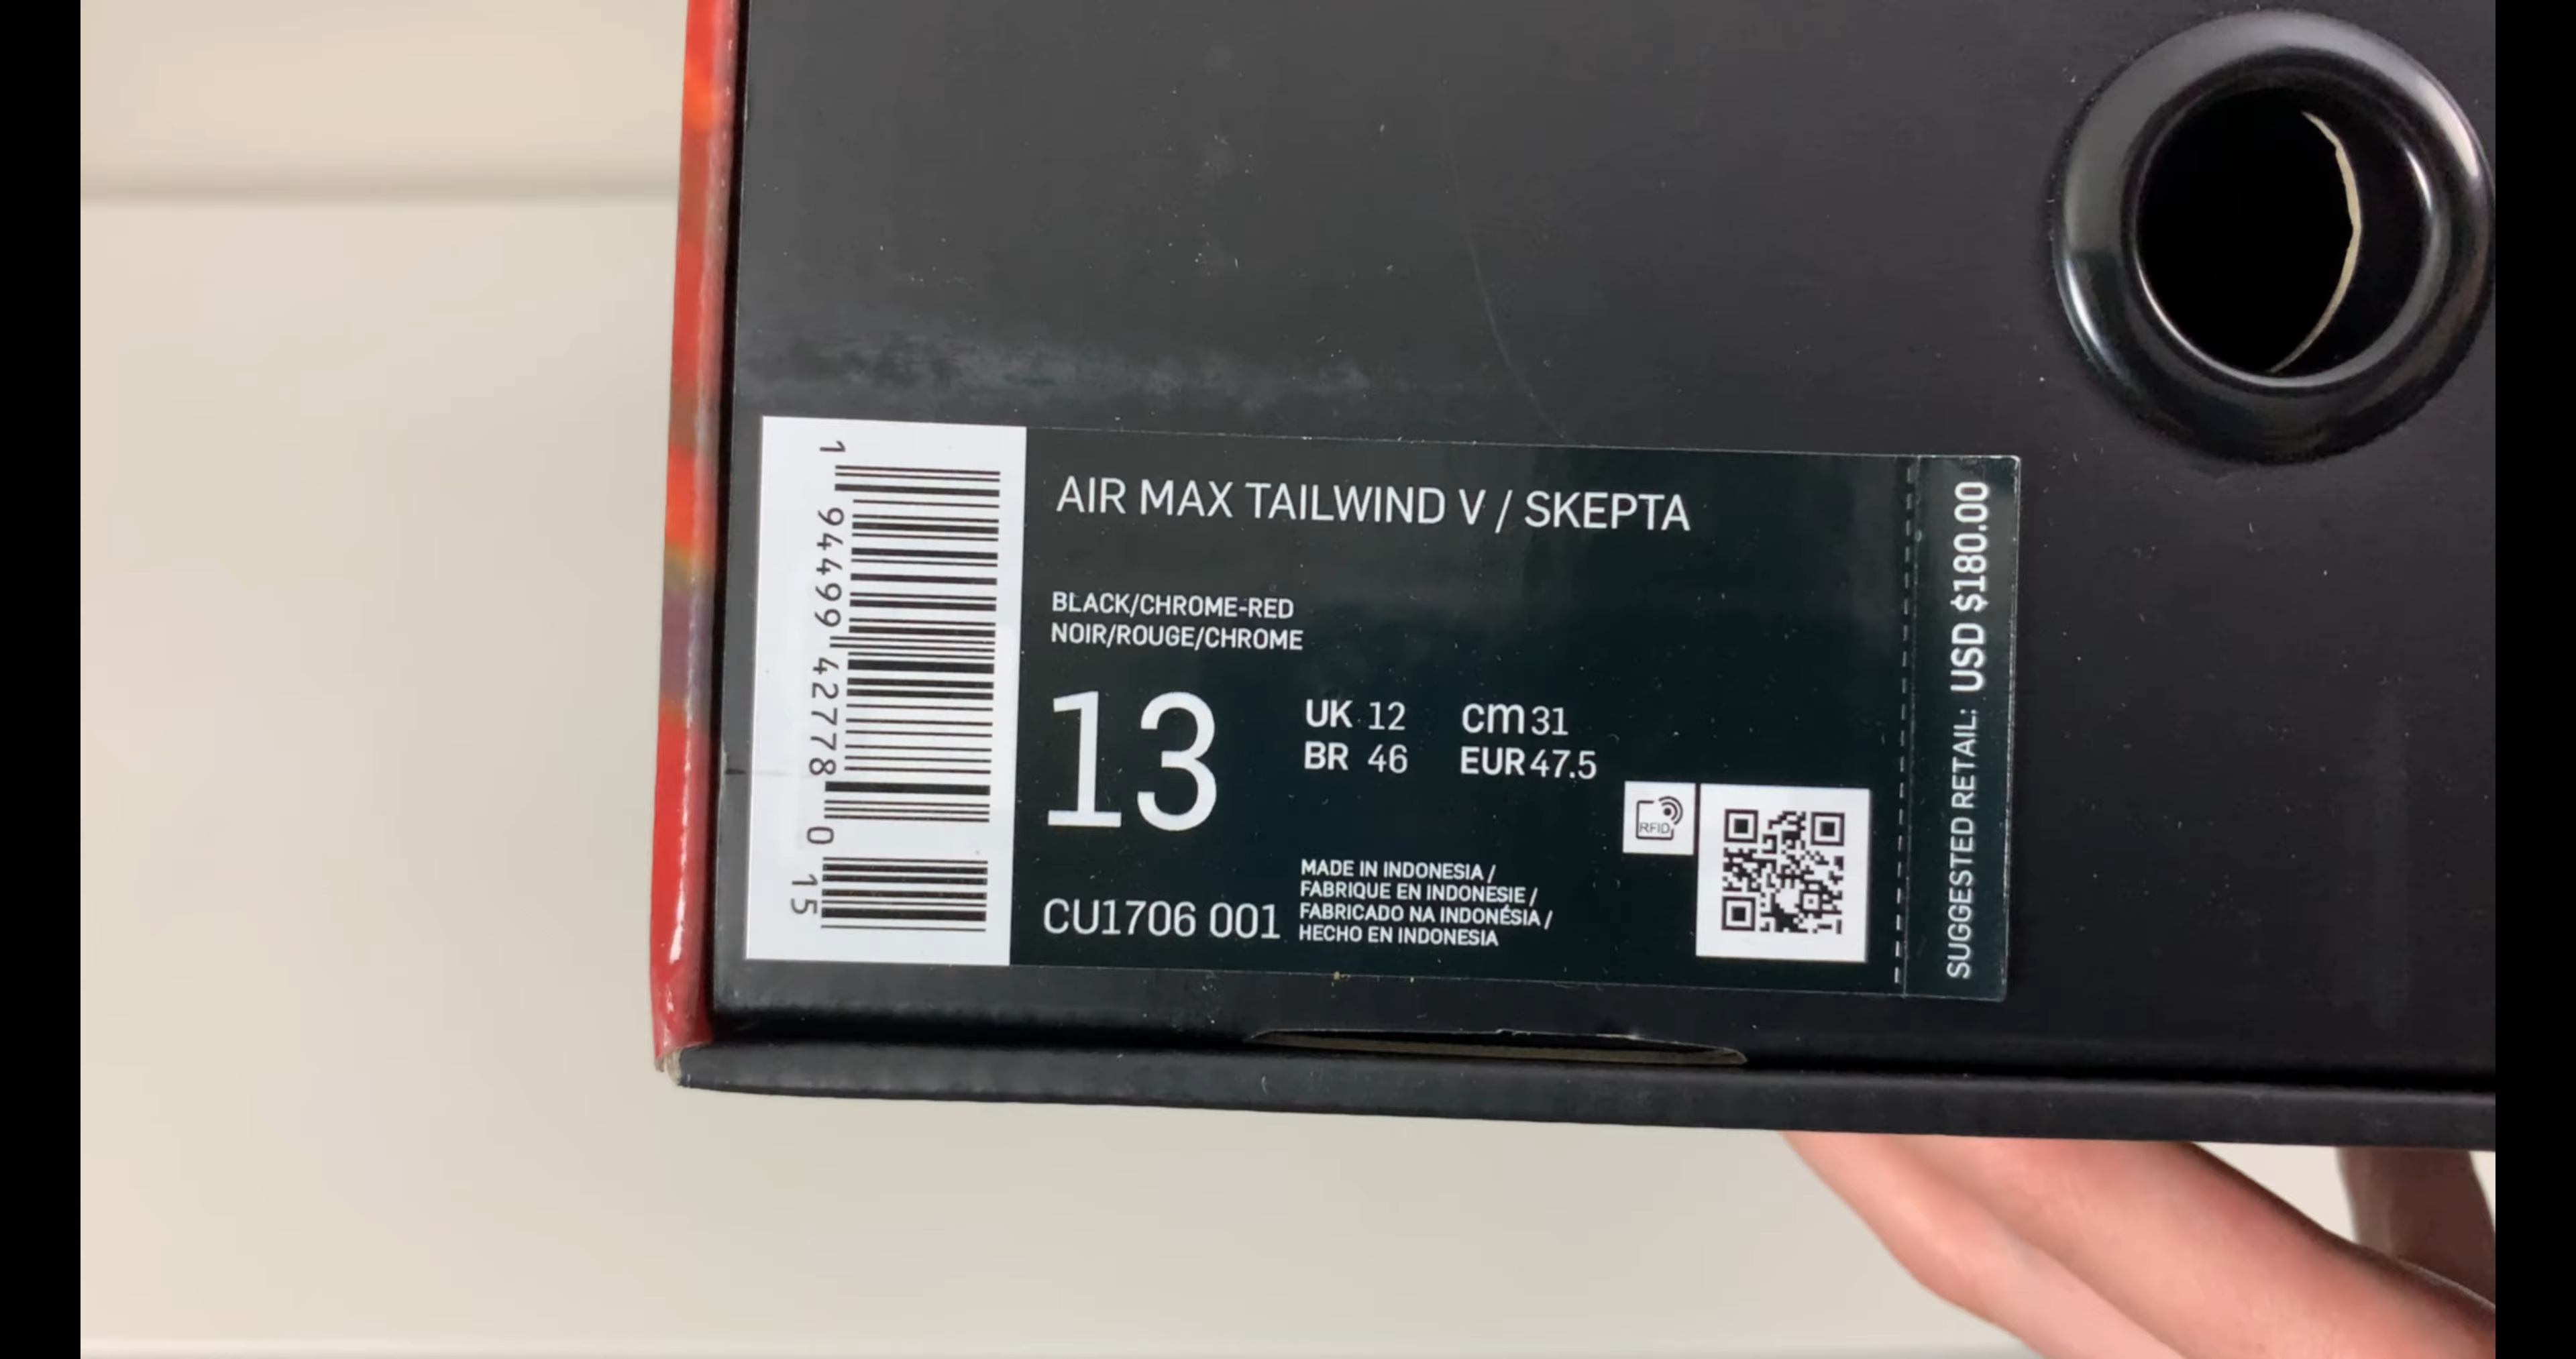 1 94499 42778 0 15
AIR MAX TAILWIND V / SKEPTA
BLACK/CHROME-RED
NOIR/ROUGE/CHROME
13
UK 12 cm 31
BR 46 EUR 47.5
RFID
CU1706 001
MADE IN INDONESIA /
FABRIQUE EN INDONESIE /
FABRICADO NA INDONÉSIA /
HECHO EN INDONESIA
SUGGESTED RETAIL: USD $180.00